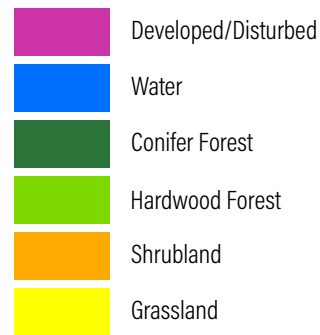 Developed/Disturbed
Water
Conifer Forest
Hardwood Forest
Shrubland
Grassland